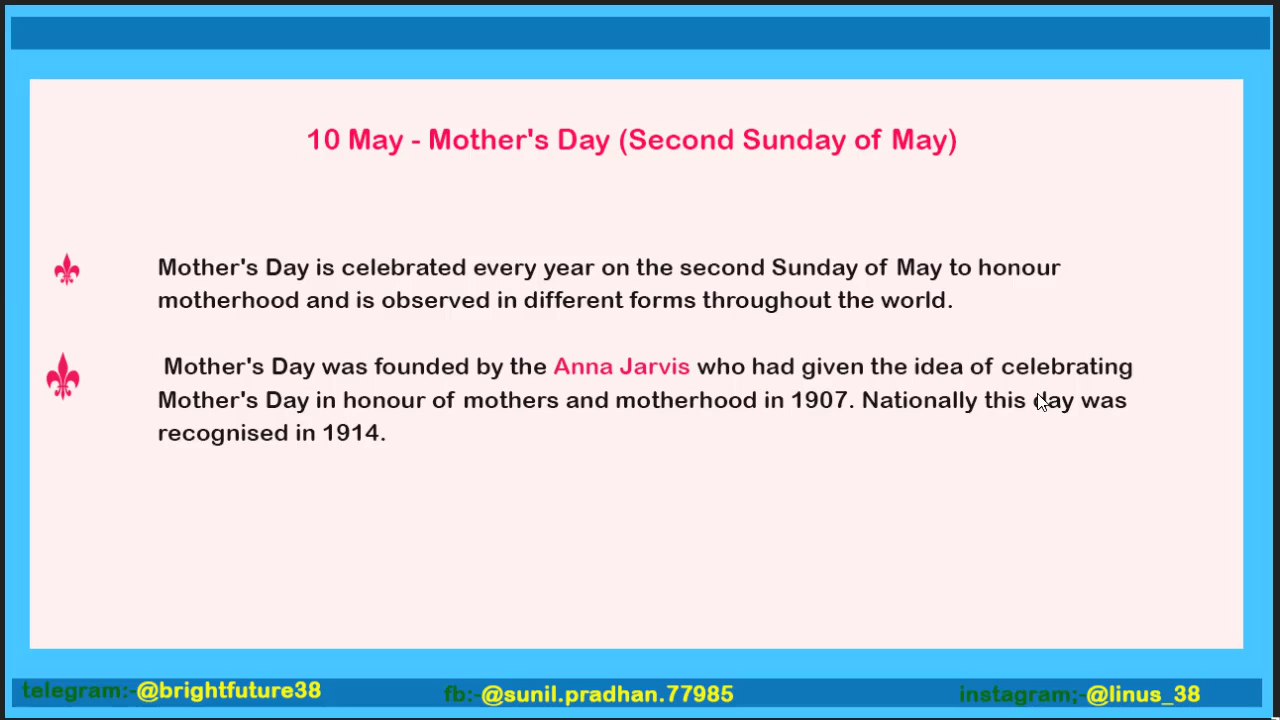 10 May - Mother's Day (Second Sunday of May)
Mother's Day is celebrated every year on the second Sunday of May to honour
motherhood and is observed in different forms throughout the world.
Mother's Day was founded by the Anna Jarvis who had given the idea of celebrating
Mother's Day in honour of mothers and motherhood in 1907. Nationally this day was
recognised in 1914.
telegram:-@brightfuture38 fb:-@sunil.pradhan.77985 instagram;-@linus_38